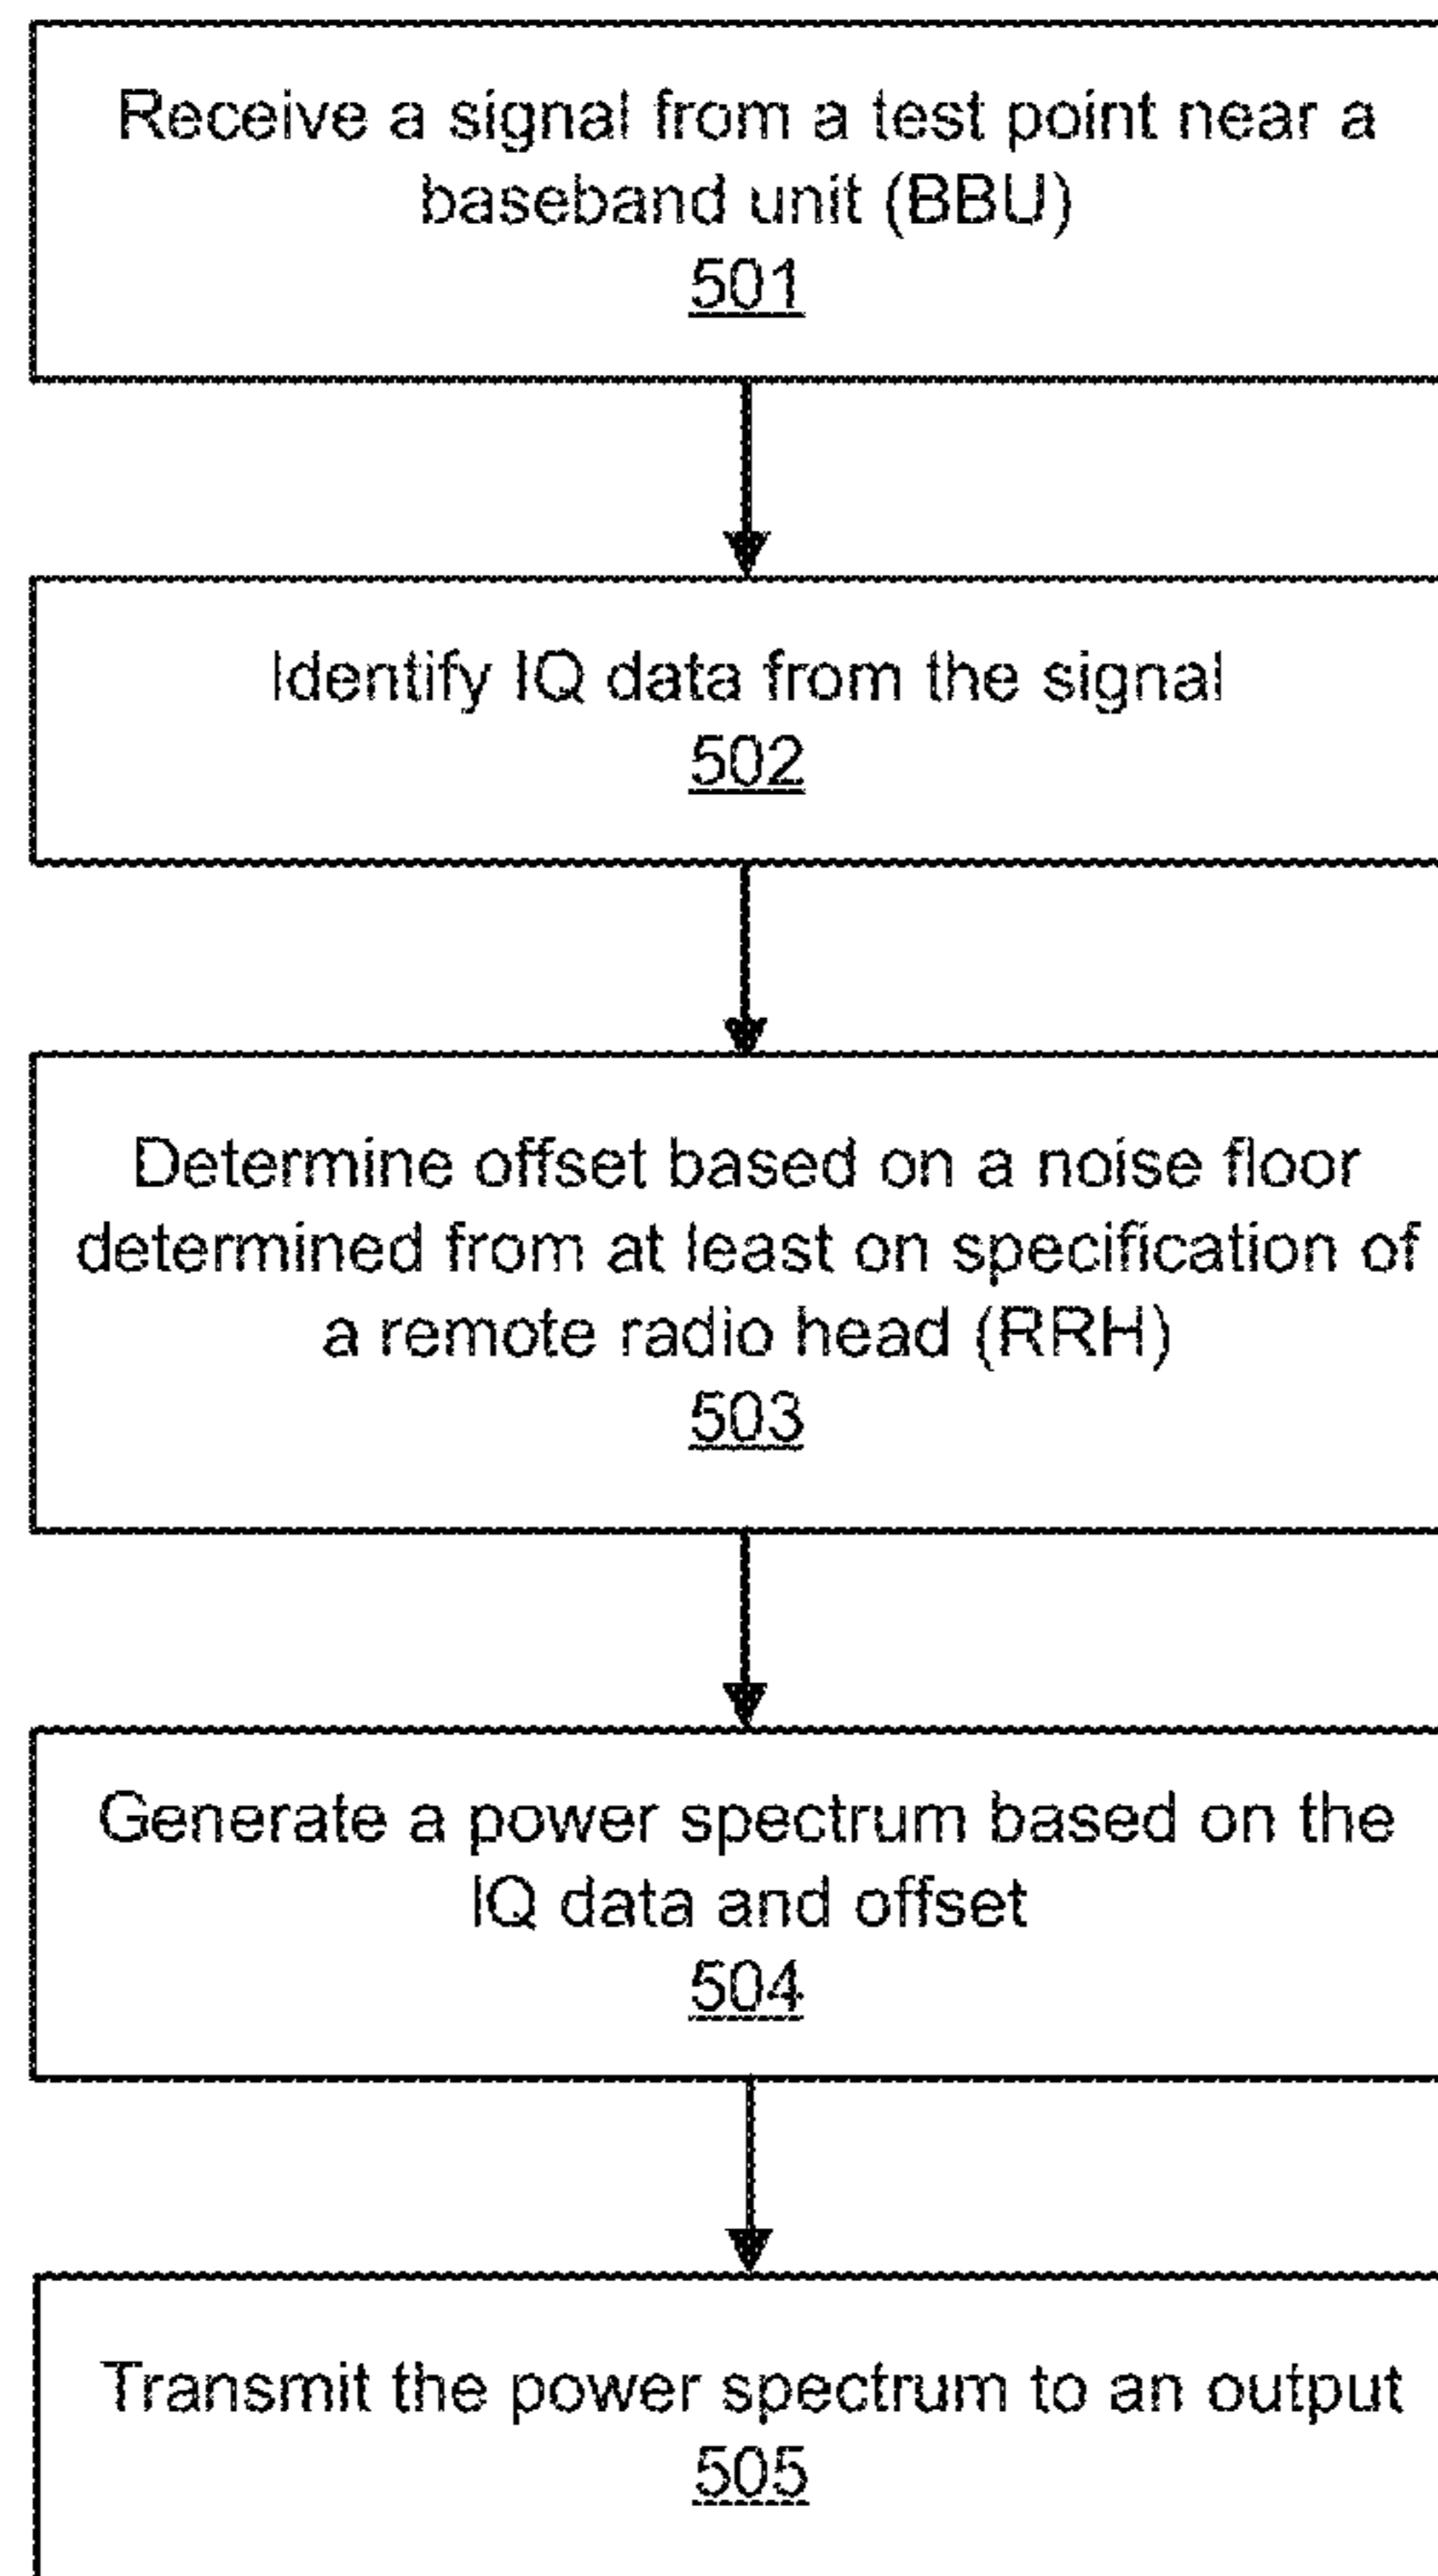 Receive a signal from a test point near a
baseband unit (BBU)
501
Identify IQ data from the signal
502
Determine offset based on a noise floor
determined from at least on specification of
a remote radio head (RRH)
503
Generate a power spectrum based on the
IQ data and offset
504
Transmit the power spectrum to an output
505